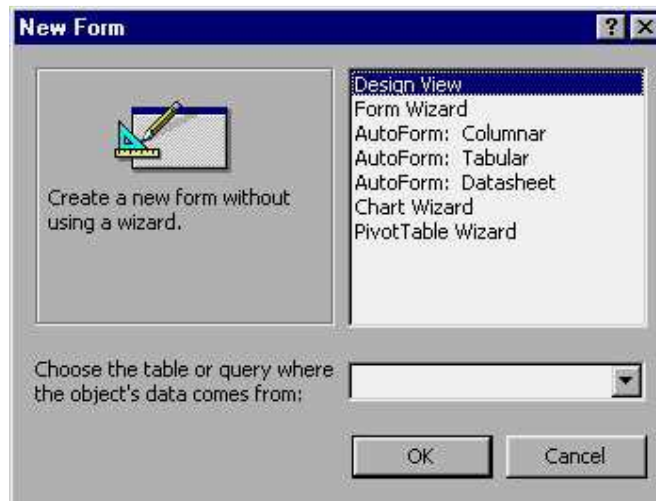 New Form
Design View
Form Wizard
AutoForm: Columnar
AutoForm: Tabular
AutoForm: Datasheet
Chart Wizard
PivotTable Wizard
Create a new form without
using a wizard.
Choose the table or query where
the object's data comes from:
OK
Cancel